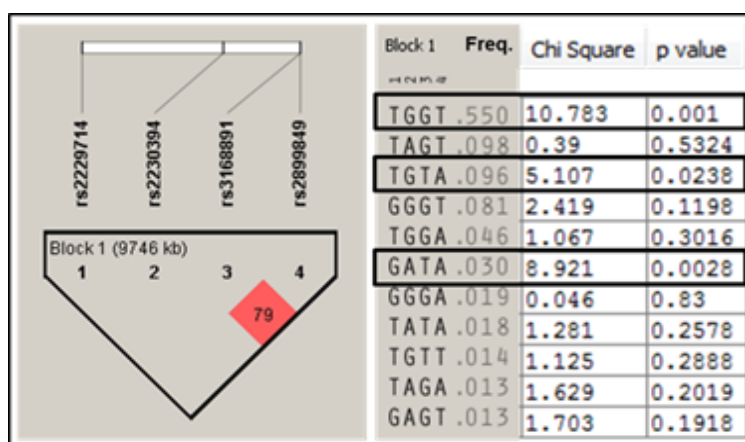 rs2229714
rs2230394
rs3168891
rs2899849
Block 1 (9746 kb)
1 2 3 4
79
Block 1 Freq. Chi Square p value
1 2 3 4
TGGT .550 10.783 0.001
TAGT .098 0.39 0.5324
TGTA .096 5.107 0.0238
GGGT .081 2.419 0.1198
TGGA .046 1.067 0.3016
GATA .030 8.921 0.0028
GGGA .019 0.046 0.83
TATA .018 1.281 0.2578
TGTT .014 1.125 0.2888
TAGA .013 1.629 0.2019
GAGT .013 1.703 0.1918